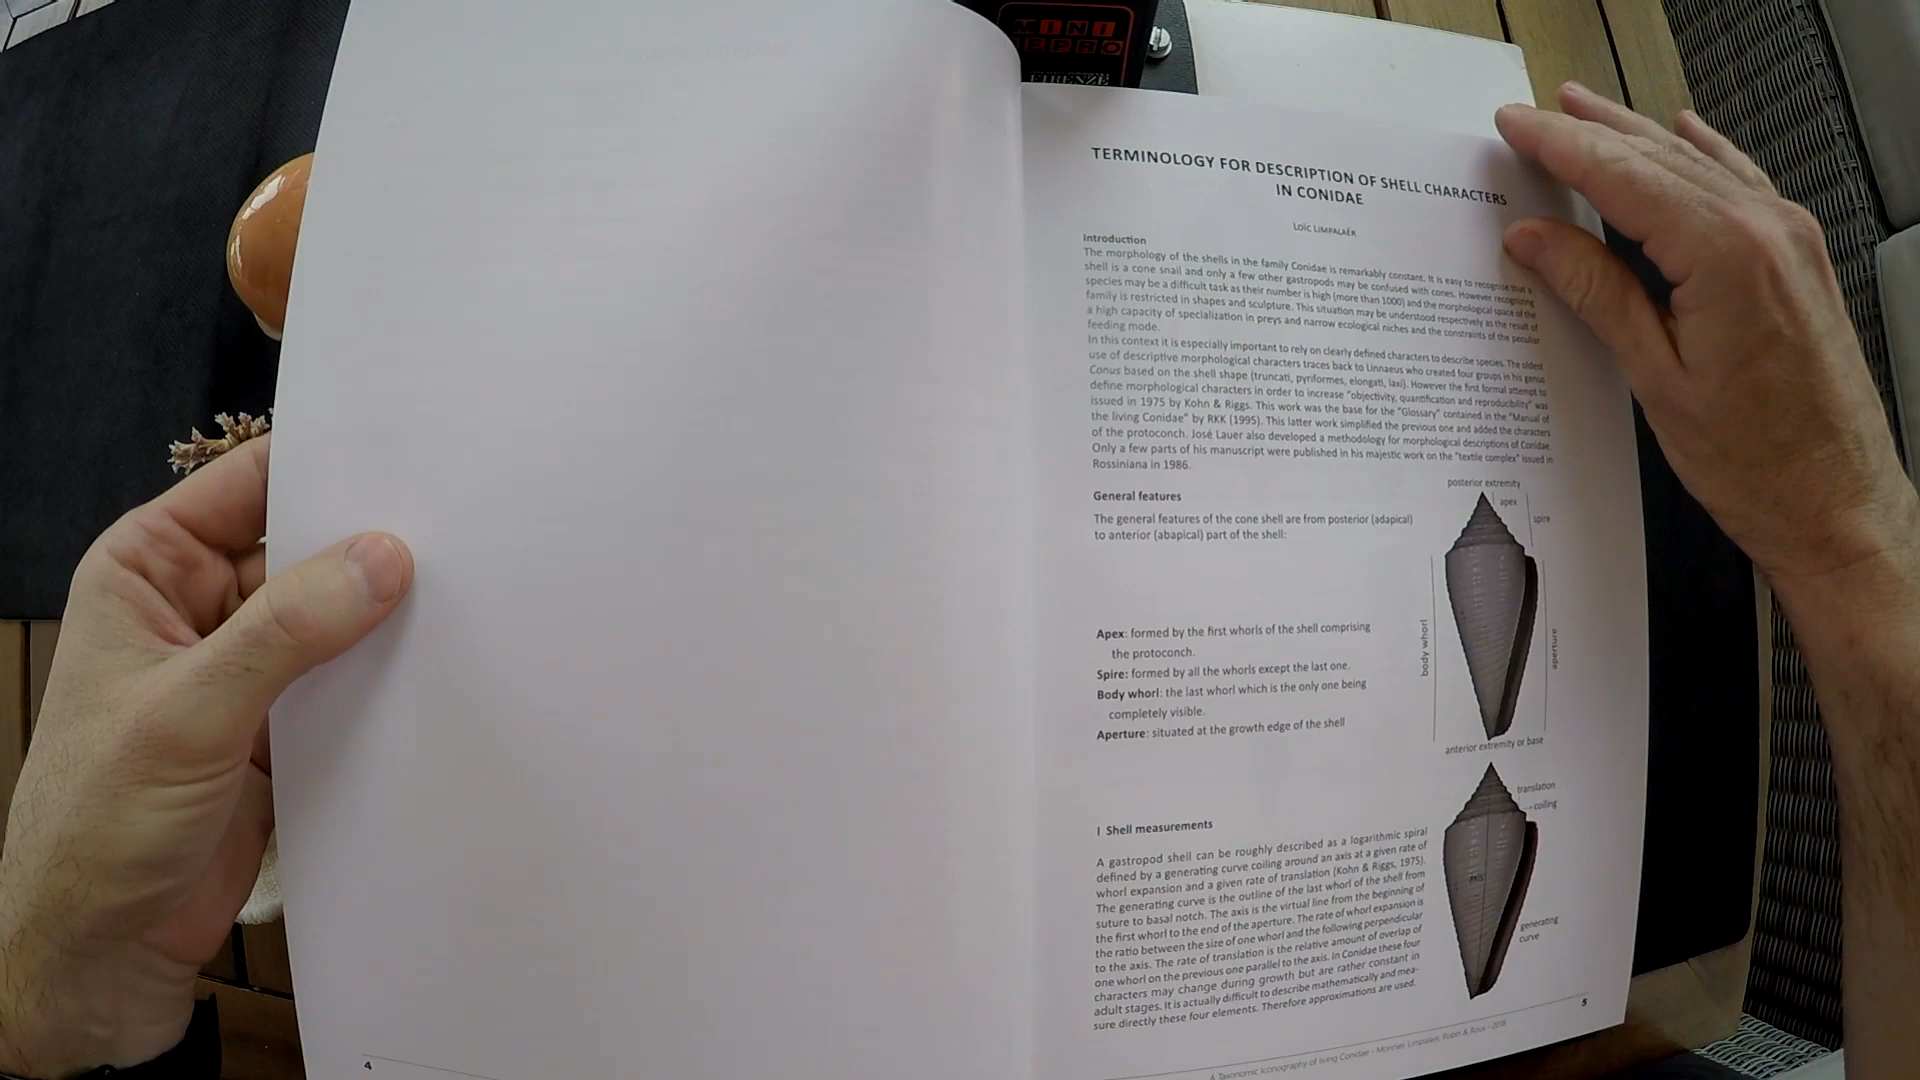 MINI
REPRO
FIRENZE
TERMINOLOGY FOR DESCRIPTION OF SHELL CHARACTERS
IN CONIDAE
Loïc LIMPALAËR
Introduction
The morphology of the shells in the family Conidae is remarkably constant. It is easy to recognise that a
shell is a cone snail and only a few other gastropods may be confused with cones. However recognizing
species may be a difficult task as their number is high (more than 1000) and the morphological space of the
family is restricted in shapes and sculpture. This situation may be understood respectively as the result of
a high capacity of specialization in preys and narrow ecological niches and the constraints of the peculiar
feeding mode.
In this context it is especially important to rely on clearly defined characters to describe species. The oldest
use of descriptive morphological characters traces back to Linnaeus who created four groups in his genus
Conus based on the shell shape (truncati, pyriformes, elongati, laxi). However the first formal attempt to
define morphological characters in order to increase "objectivity, quantification and reproducibility" was
issued in 1975 by Kohn & Riggs. This work was the base for the "Glossary" contained in the "Manual of
the living Conidae" by RKK (1995). This latter work simplified the previous one and added the characters
of the protoconch. José Lauer also developed a methodology for morphological descriptions of Conidae.
Only a few parts of his manuscript were published in his majestic work on the "textile complex" issued in
Rossiniana in 1986.
General features
The general features of the cone shell are from posterior (adapical)
to anterior (abapical) part of the shell:
Apex: formed by the first whorls of the shell comprising
the protoconch.
Spire: formed by all the whorls except the last one.
Body whorl: the last whorl which is the only one being
completely visible.
Aperture: situated at the growth edge of the shell
posterior extremity
apex
spire
body whorl
aperture
anterior extremity or base
I Shell measurements
A gastropod shell can be roughly described as a logarithmic spiral
defined by a generating curve coiling around an axis at a given rate of
whorl expansion and a given rate of translation (Kohn & Riggs, 1975).
The generating curve is the outline of the last whorl of the shell from
suture to basal notch. The axis is the virtual line from the beginning of
the first whorl to the end of the aperture. The rate of whorl expansion is
the ratio between the size of one whorl and the following perpendicular
to the axis. The rate of translation is the relative amount of overlap of
one whorl on the previous one parallel to the axis. In Conidae these four
characters may change during growth but are rather constant in
adult stages. It is actually difficult to describe mathematically and mea-
sure directly these four elements. Therefore approximations are used.
translation
coiling
axis
generating
curve
4
5
A Taxonomic Iconography of living Conidae - Monnier, Limpalaër, Robin & Roux - 2018